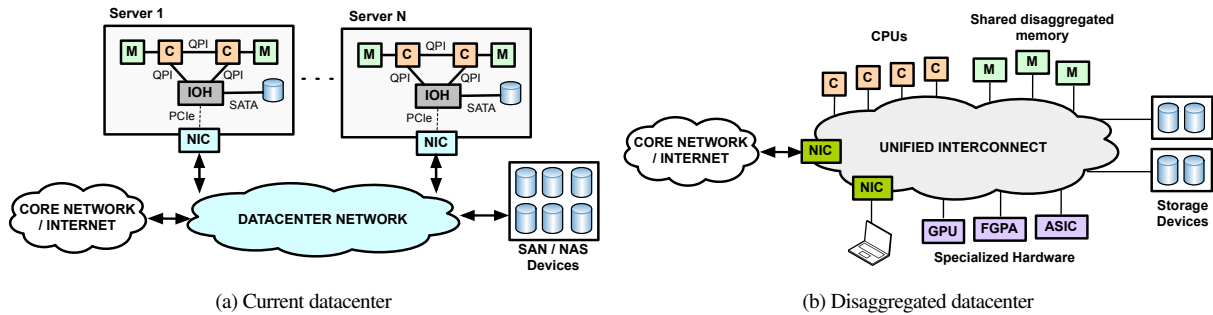 Server 1
M
C
QPI
C
M
QPI
QPI
IOH
SATA
PCIe
NIC
- - -
Server N
M
C
QPI
C
M
QPI
QPI
IOH
SATA
PCIe
NIC
CORE NETWORK
/ INTERNET
DATACENTER NETWORK
SAN / NAS
Devices
(a) Current datacenter
CPUs
C
C
C
C
Shared disaggregated
memory
M
M
M
CORE NETWORK
/ INTERNET
NIC
UNIFIED INTERCONNECT
NIC
GPU
FGPA
ASIC
Specialized Hardware
Storage
Devices
(b) Disaggregated datacenter